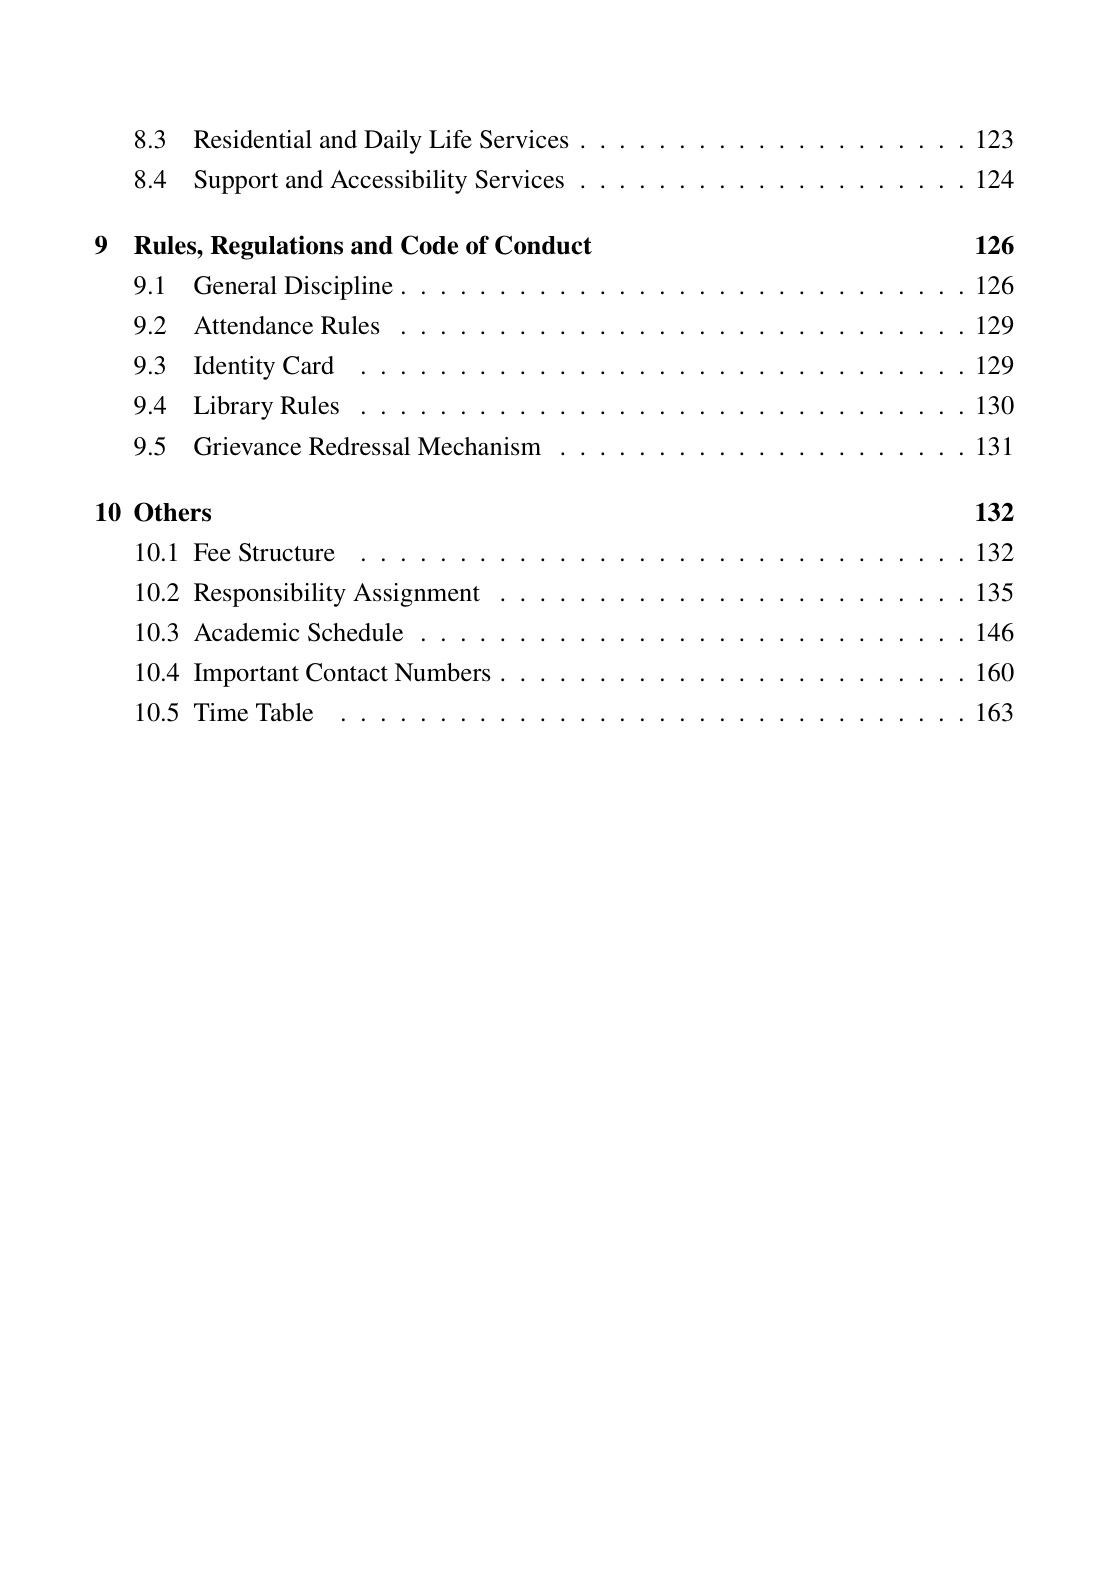 8.3 Residential and Daily Life Services . . . . . . . . . . . . . . . . . . . . 123
8.4 Support and Accessibility Services . . . . . . . . . . . . . . . . . . . . 124
9 Rules, Regulations and Code of Conduct 126
9.1 General Discipline . . . . . . . . . . . . . . . . . . . . . . . . . . . . . 126
9.2 Attendance Rules . . . . . . . . . . . . . . . . . . . . . . . . . . . . . 129
9.3 Identity Card . . . . . . . . . . . . . . . . . . . . . . . . . . . . . . . 129
9.4 Library Rules . . . . . . . . . . . . . . . . . . . . . . . . . . . . . . . 130
9.5 Grievance Redressal Mechanism . . . . . . . . . . . . . . . . . . . . . 131
10 Others 132
10.1 Fee Structure . . . . . . . . . . . . . . . . . . . . . . . . . . . . . . . 132
10.2 Responsibility Assignment . . . . . . . . . . . . . . . . . . . . . . . . 135
10.3 Academic Schedule . . . . . . . . . . . . . . . . . . . . . . . . . . . . 146
10.4 Important Contact Numbers . . . . . . . . . . . . . . . . . . . . . . . . 160
10.5 Time Table . . . . . . . . . . . . . . . . . . . . . . . . . . . . . . . . 163